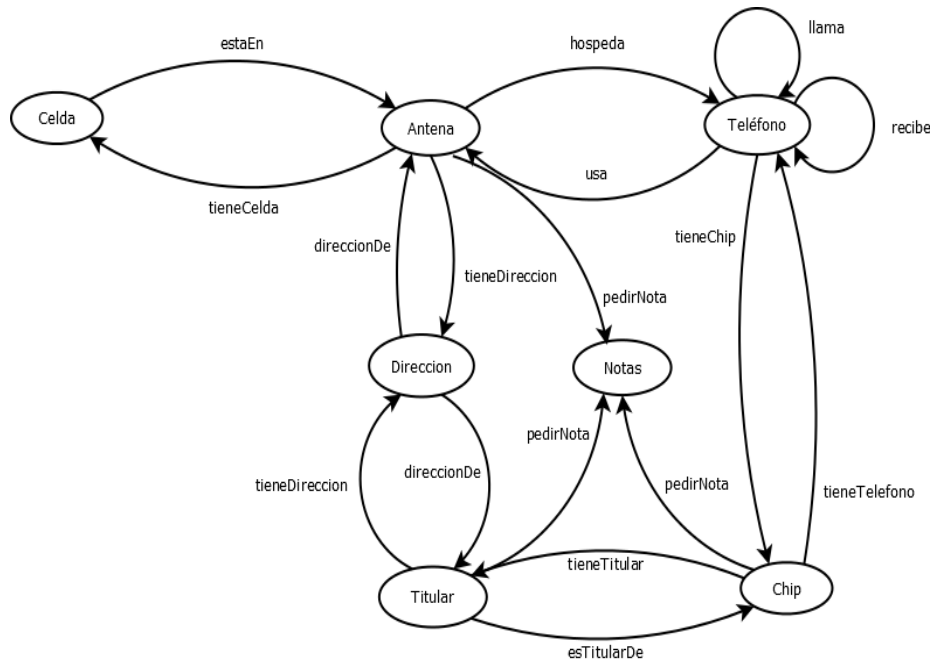 llama
estaEn
hospeda
Celda
Antena
Teléfono
recibe
usa
tieneCelda
tieneChip
direccionDe
tieneDireccion
pedirNota
Direccion
Notas
pedirNota
direccionDe
tieneDireccion
pedirNota
tieneTelefono
tieneTitular
Titular
Chip
esTitularDe